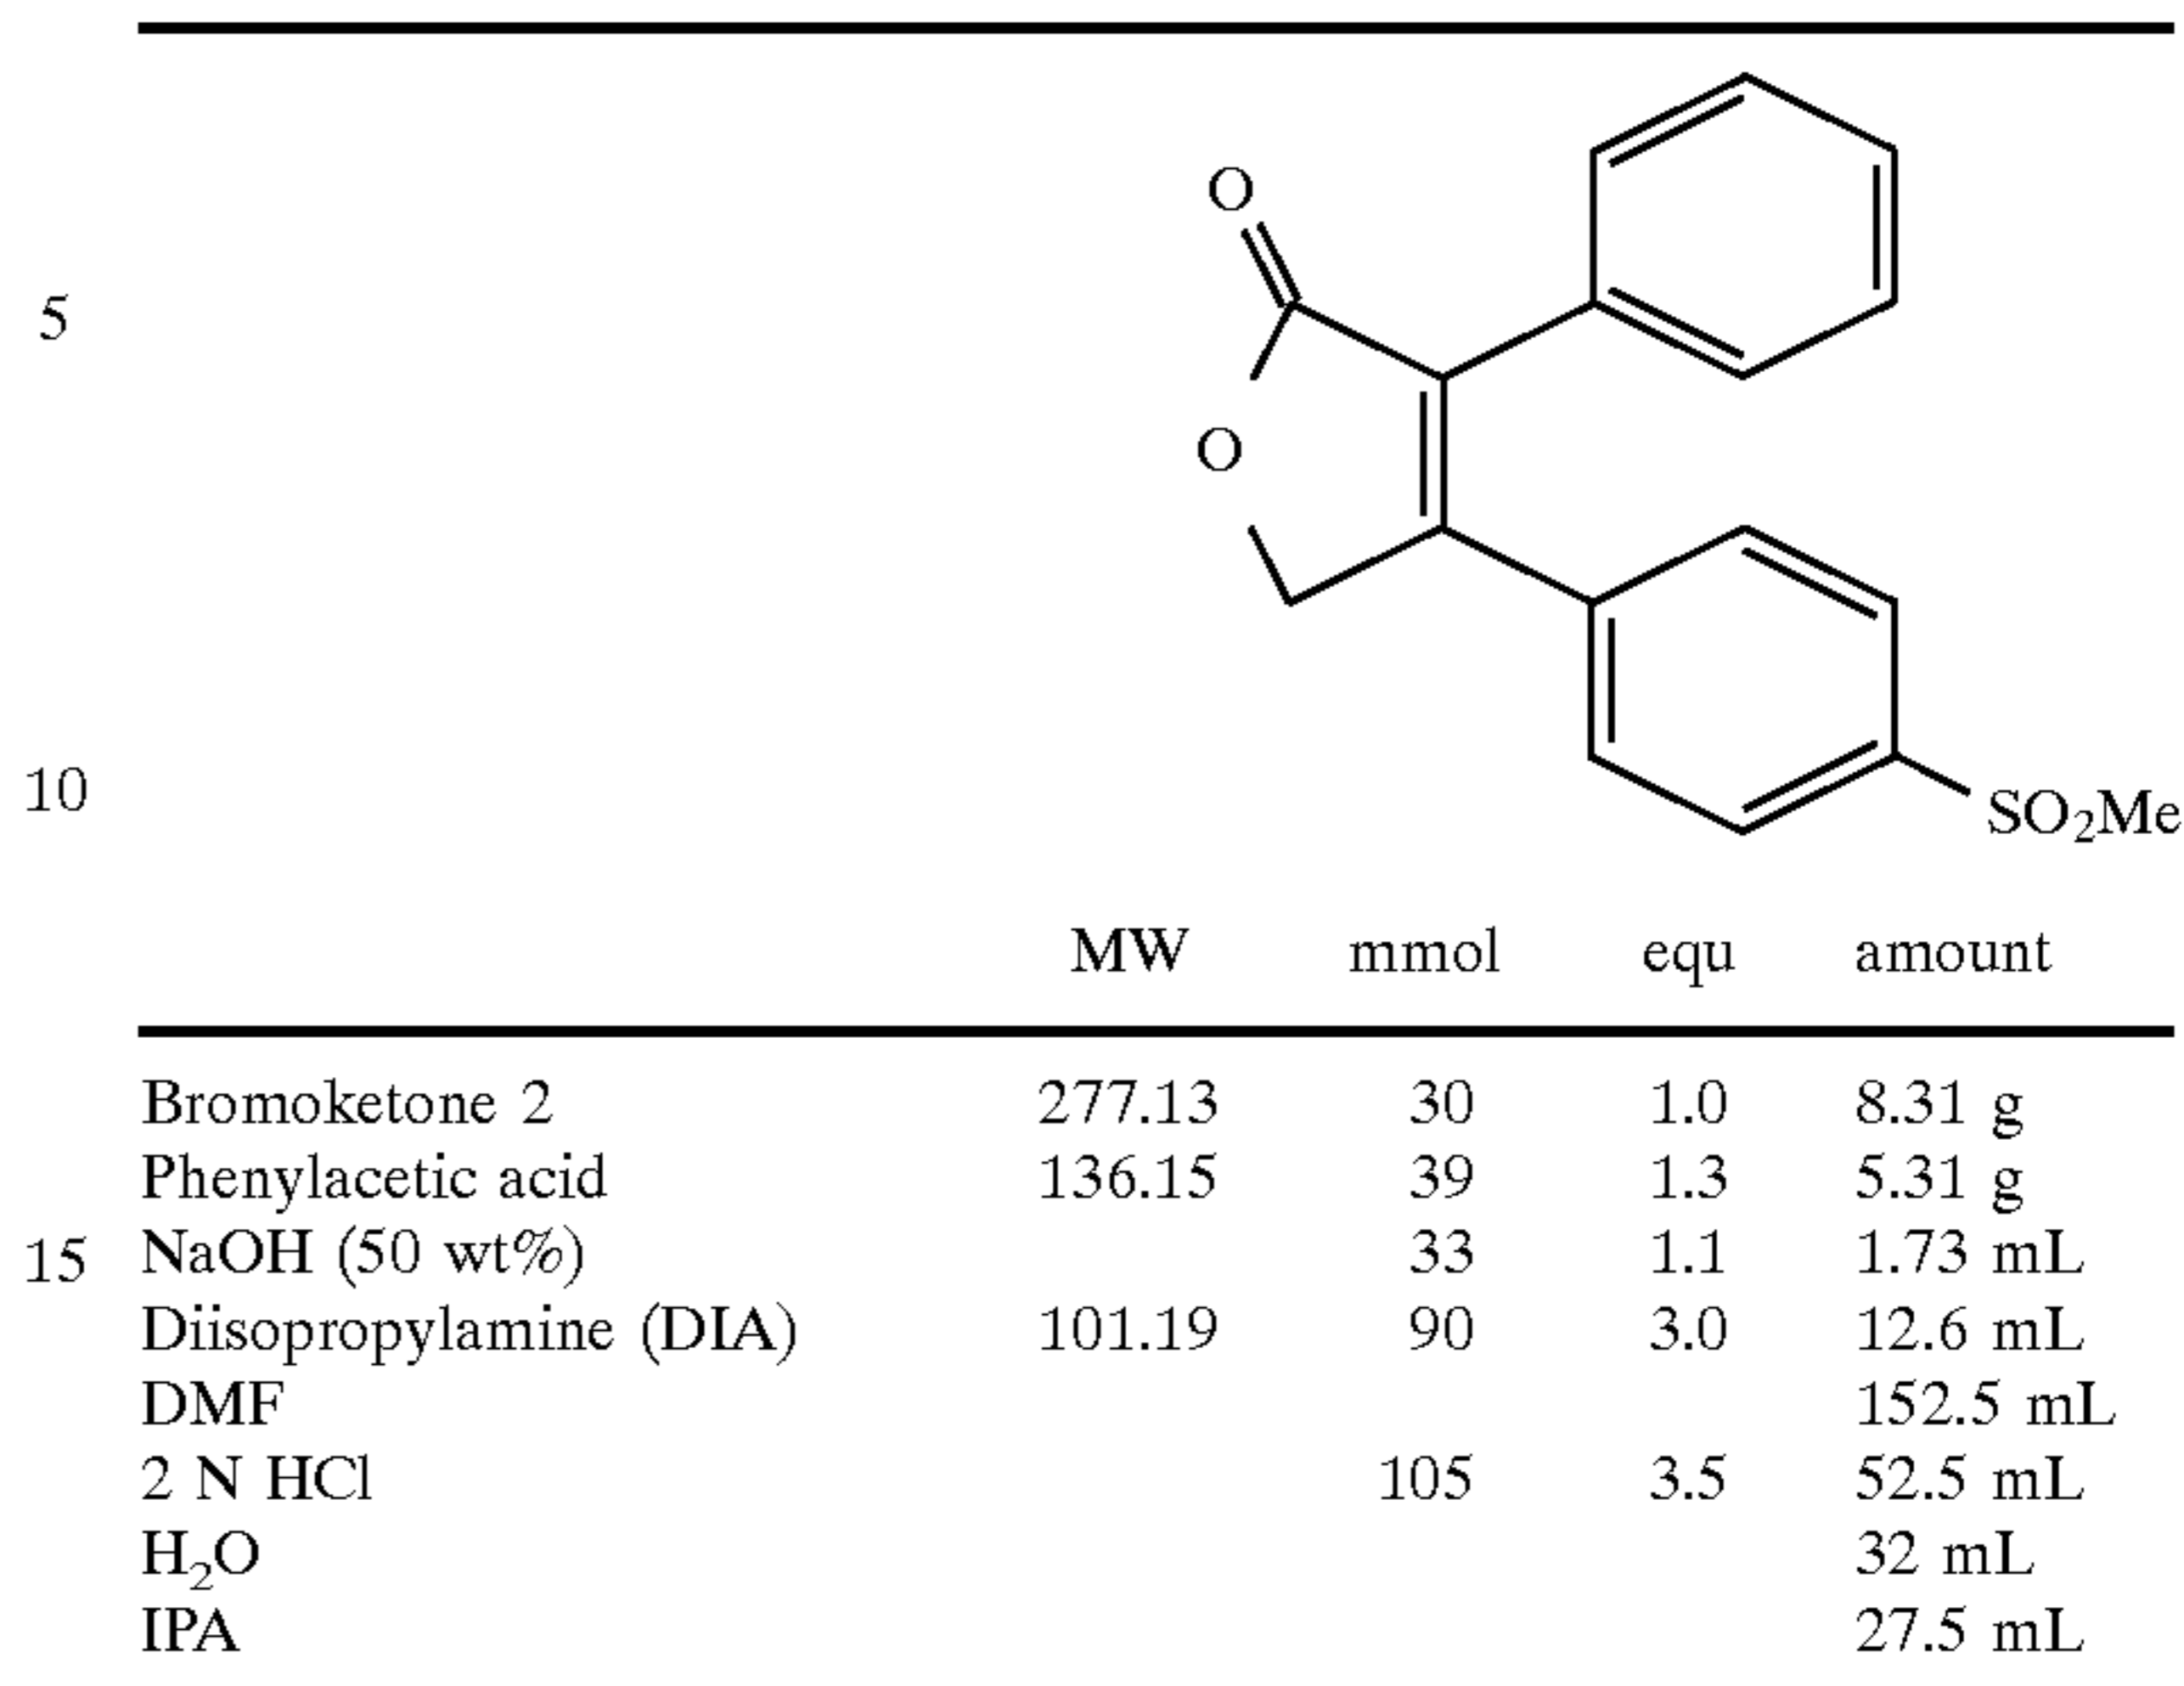 O
5
O
10
SO₂Me
MW mmol equ amount
Bromoketone 2 277.13 30 1.0 8.31 g
Phenylacetic acid 136.15 39 1.3 5.31 g
15 NaOH (50 wt%) 33 1.1 1.73 mL
Diisopropylamine (DIA) 101.19 90 3.0 12.6 mL
DMF 152.5 mL
2 N HCl 105 3.5 52.5 mL
H₂O 32 mL
IPA 27.5 mL